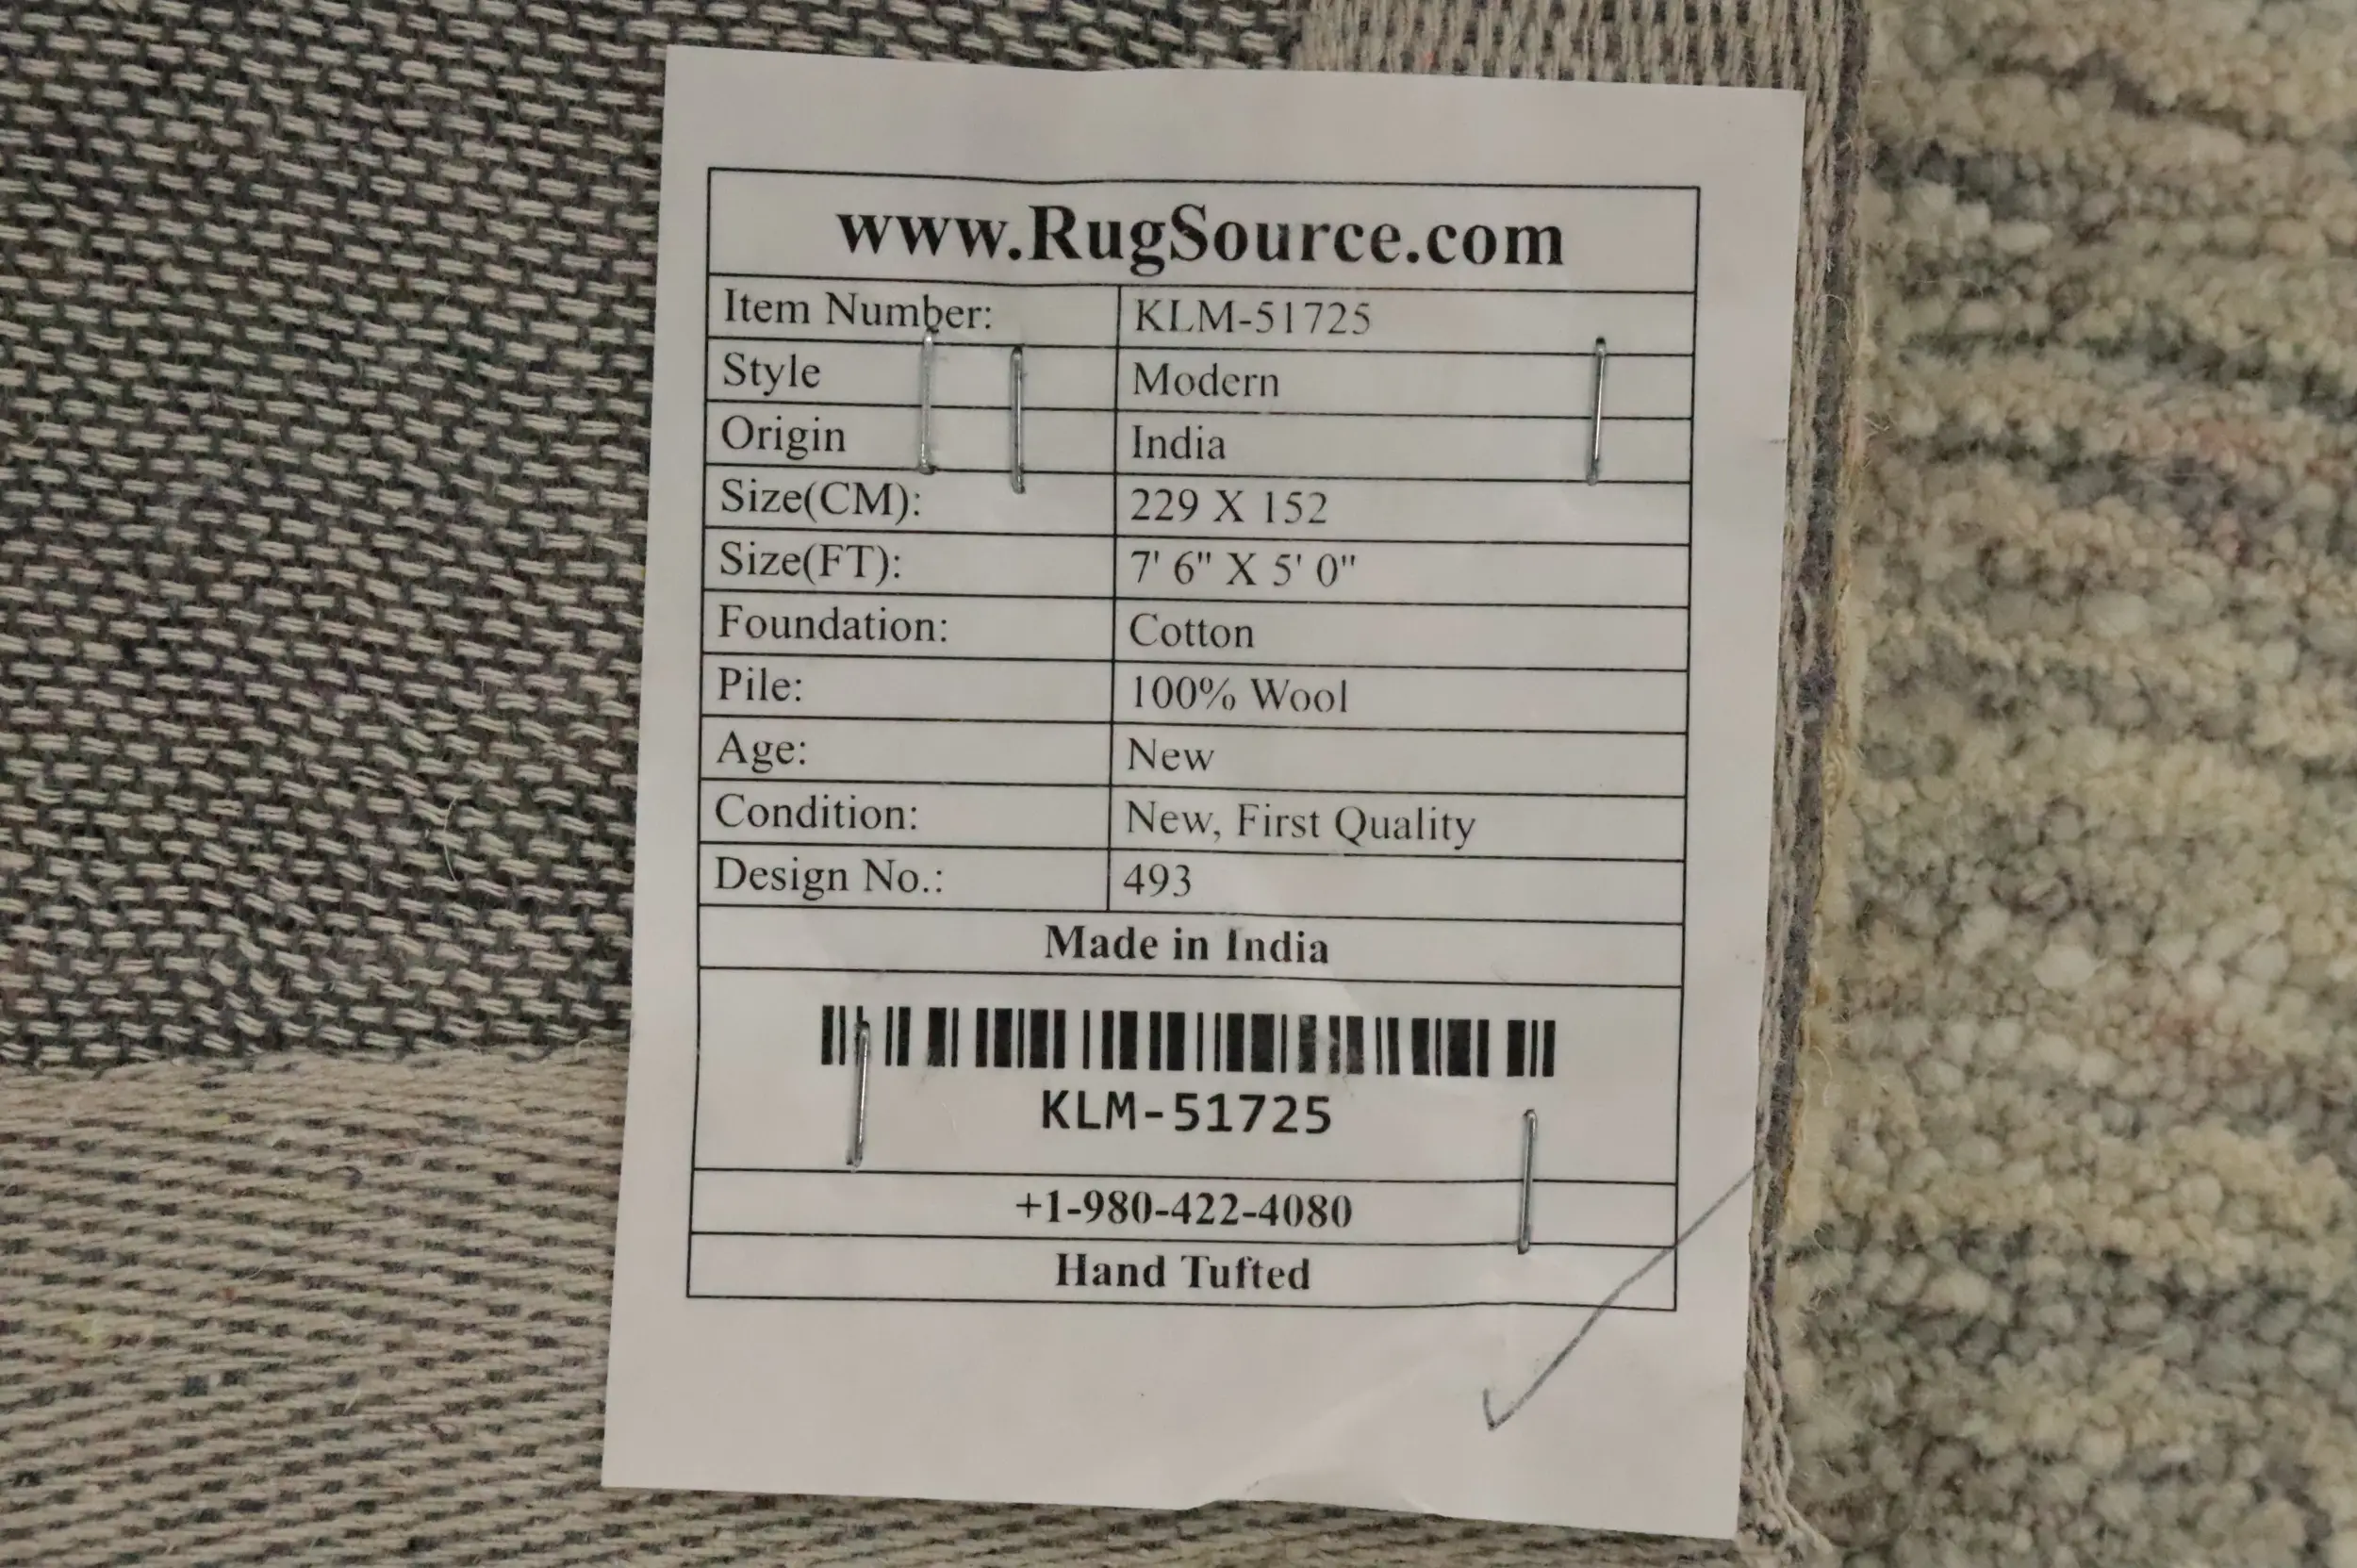 www.RugSource.com
Item Number: KLM-51725
Style Modern
Origin India
Size(CM): 229 X 152
Size(FT): 7' 6" X 5' 0"
Foundation: Cotton
Pile: 100% Wool
Age: New
Condition: New, First Quality
Design No.: 493
Made in India
KLM-51725
+1-980-422-4080
Hand Tufted